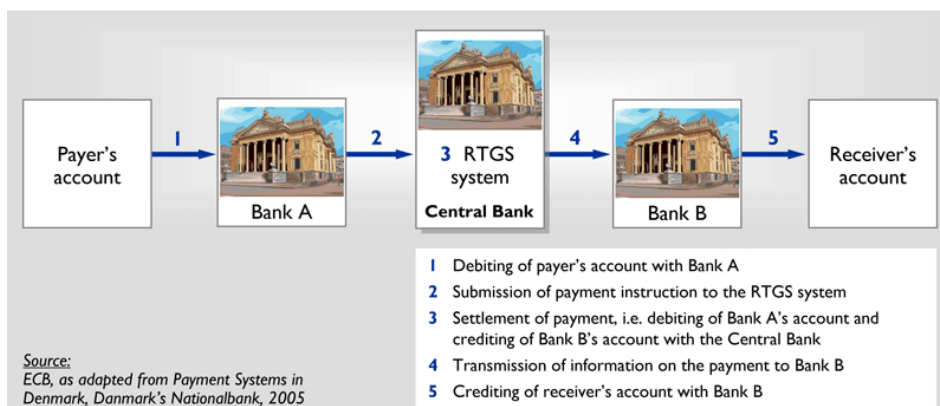 Payer's
account
1
Bank A
2
3 RTGS
system
Central Bank
4
Bank B
5
Receiver's
account
1 Debiting of payer's account with Bank A
2 Submission of payment instruction to the RTGS system
3 Settlement of payment, i.e. debiting of Bank A's account and
crediting of Bank B's account with the Central Bank
4 Transmission of information on the payment to Bank B
5 Crediting of receiver's account with Bank B
Source:
ECB, as adapted from Payment Systems in
Denmark, Danmark's Nationalbank, 2005